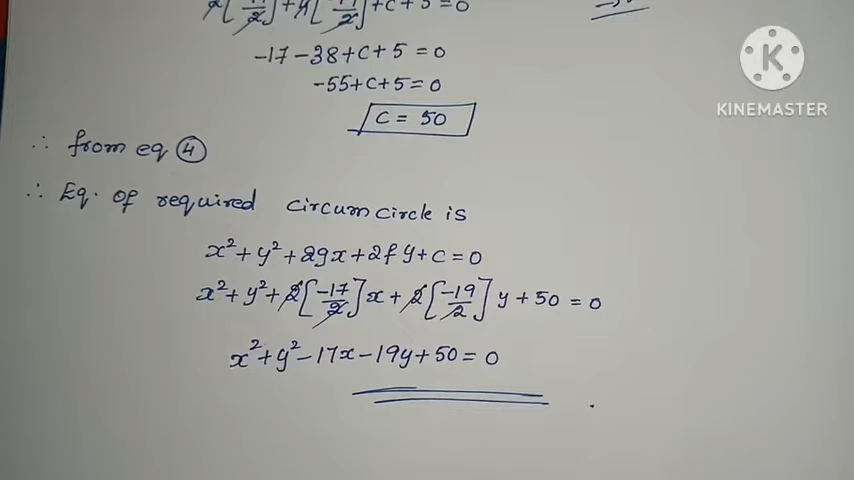 + c + 5 = 0
-17 - 38 + c + 5 = 0
-55 + c + 5 = 0
c = 50
∴ from eq ④
∴ Eq. of required circumcircle is
x² + y² + 2gx + 2fy + c = 0
x² + y² + 2[-17/2]x + 2[-19/2]y + 50 = 0
x² + y² - 17x - 19y + 50 = 0
KINEMASTER